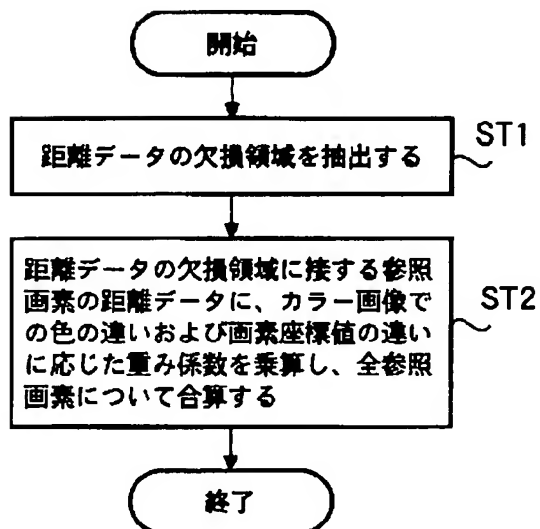 開始
距離データの欠損領域を抽出する
ST1
距離データの欠損領域に接する参照
画素の距離データに、カラー画像で
の色の違いおよび画素座標値の違い
に応じた重み係数を乗算し、全参照
画素について合算する
ST2
終了